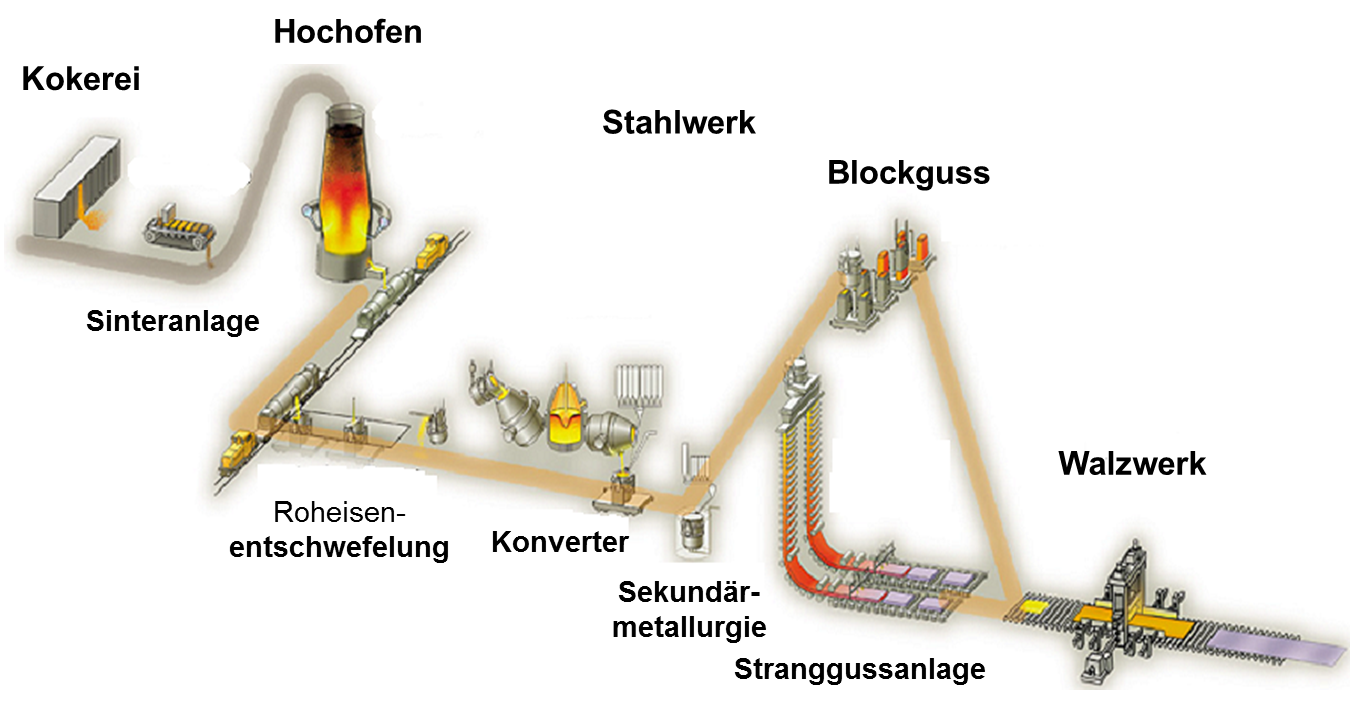 Hochofen
Kokerei
Stahlwerk
Blockguss
Sinteranlage
Walzwerk
Roheisen-
entschwefelung
Konverter
Sekundär-
metallurgie
Stranggussanlage